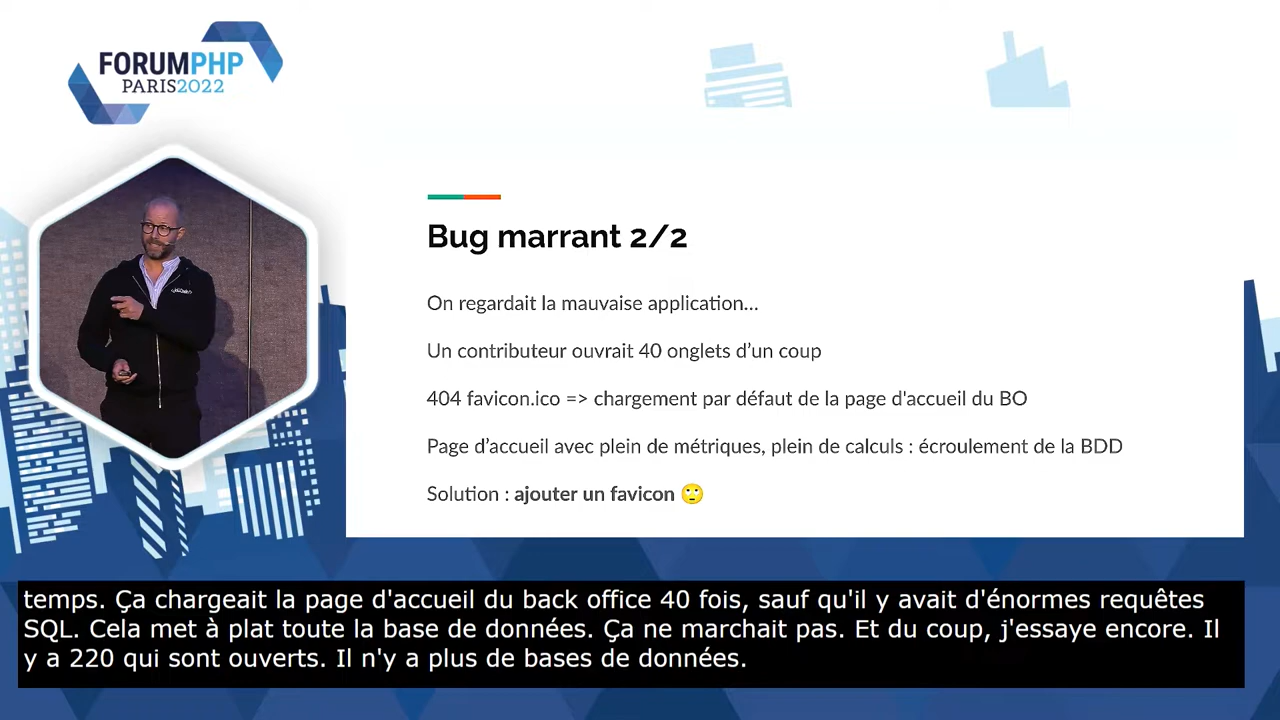 FORUMPHP
PARIS2022
Bug marrant 2/2
On regardait la mauvaise application...
Un contributeur ouvrait 40 onglets d’un coup
404 favicon.ico => chargement par défaut de la page d'accueil du BO
Page d’accueil avec plein de métriques, plein de calculs : écroulement de la BDD
Solution : ajouter un favicon 🙄
temps. Ça chargeait la page d'accueil du back office 40 fois, sauf qu'il y avait d'énormes requêtes
SQL. Cela met à plat toute la base de données. Ça ne marchait pas. Et du coup, j'essaye encore. Il
y a 220 qui sont ouverts. Il n'y a plus de bases de données.